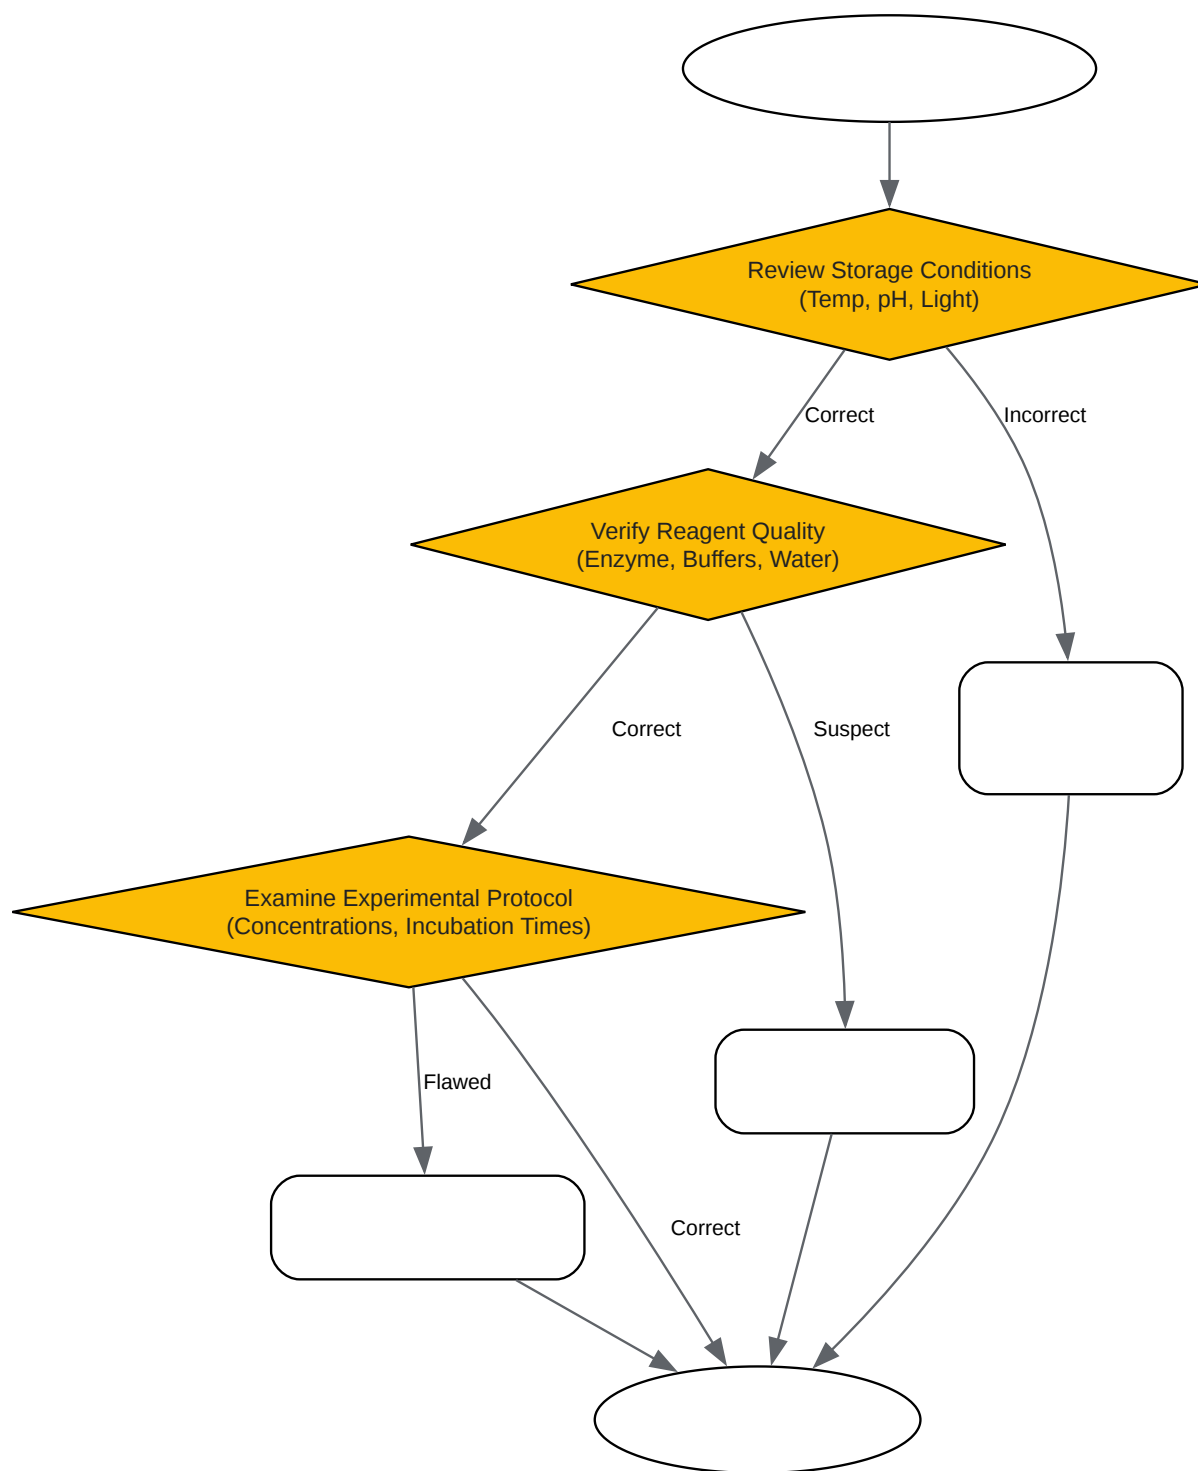 Review Storage Conditions
(Temp, pH, Light)
Correct
Incorrect
Verify Reagent Quality
(Enzyme, Buffers, Water)
Correct
Suspect
Examine Experimental Protocol
(Concentrations, Incubation Times)
Flawed
Correct